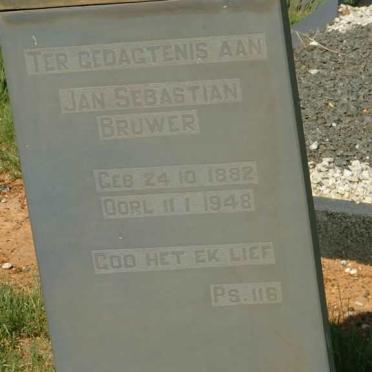 TER GEDAGTENIS AAN
JAN SEBASTIAN
BRUWER
GEB 24 10 1882
OORL 11 1 1948
GOD HET EK LIEF
PS. 116